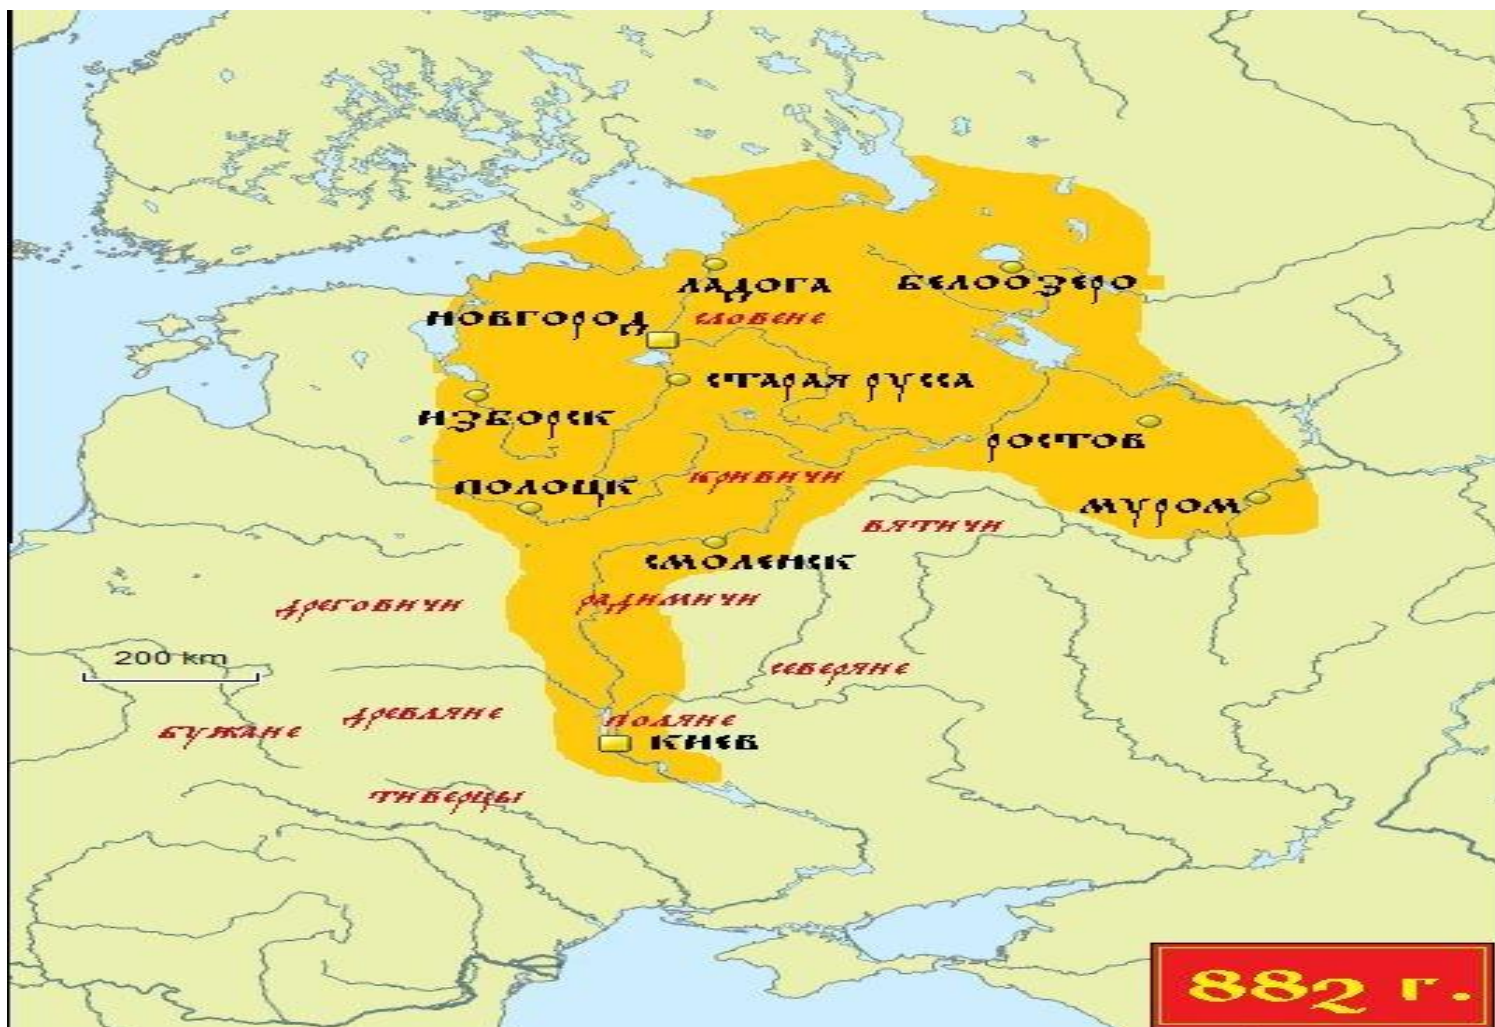 ЛАДОГА
БЕЛООЗЕРО
НОВГОРОД
СЛОВЕНЕ
СТАРАЯ РУССА
ИЗБОРСК
РОСТОВ
ПОЛОЦК
КРИВИЧИ
МУРОМ
ВЯТИЧИ
СМОЛЕНСК
ДРЕГОВИЧИ
РАДИМИЧИ
200 km
СЕВЕРЯНЕ
ДРЕВЛЯНЕ
ПОЛЯНЕ
БУЖАНЕ
КИЕВ
ТИВЕРЦЫ
882 г.